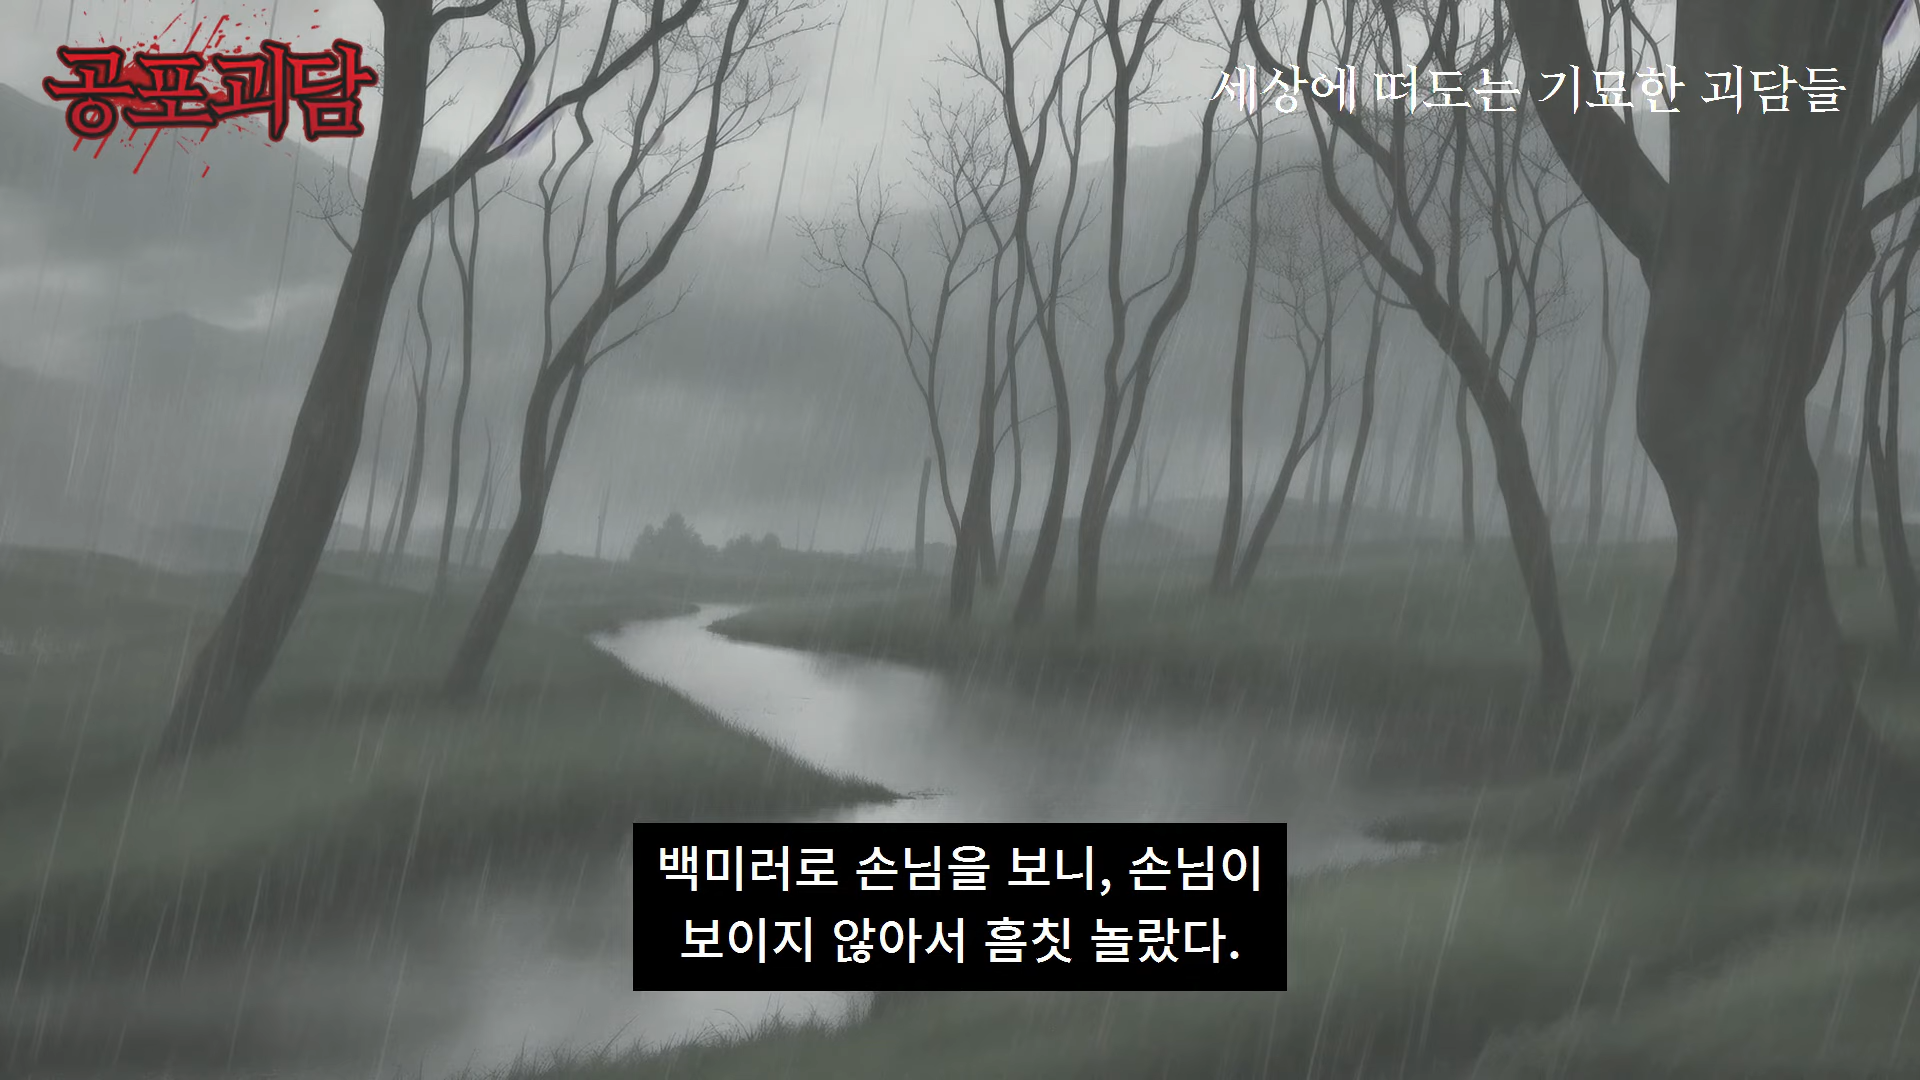 공포괴담
세상에 떠도는 기묘한 괴담들
백미러로 손님을 보니, 손님이
보이지 않아서 흠칫 놀랐다.